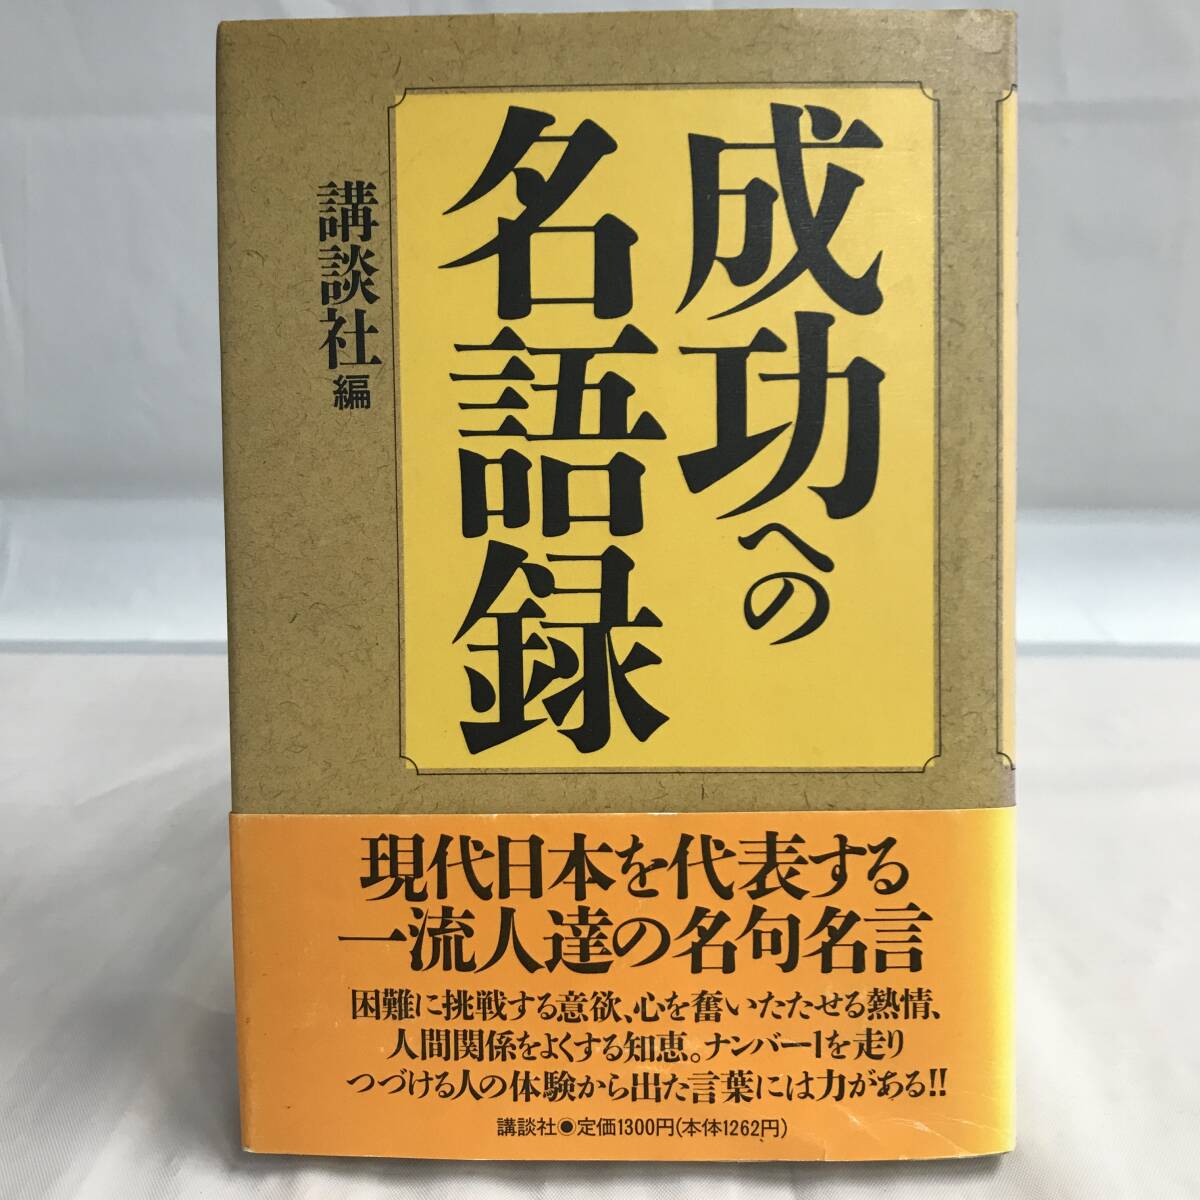 成功への
名語録
講談社編
現代日本を代表する
一流人達の名句名言
困難に挑戦する意欲、心を奮いたたせる熱情、
人間関係をよくする知恵。ナンバー1を走り
つづける人の体験から出た言葉には力がある!!
講談社◉定価1300円(本体1262円)